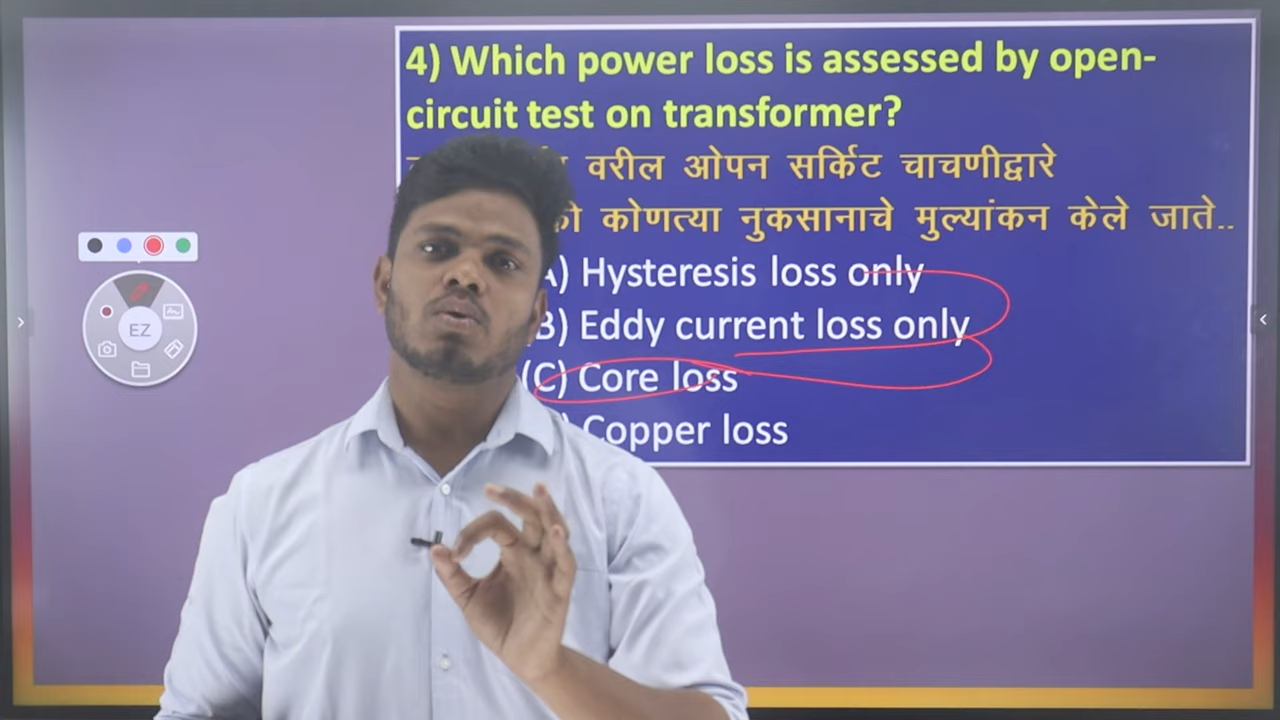 4) Which power loss is assessed by open-
circuit test on transformer?
वरील ओपन सर्किट चाचणीद्वारे
कोणत्या नुकसानाचे मुल्यांकन केले जाते..
A) Hysteresis loss only
B) Eddy current loss only
(C) Core loss
) Copper loss
EZ